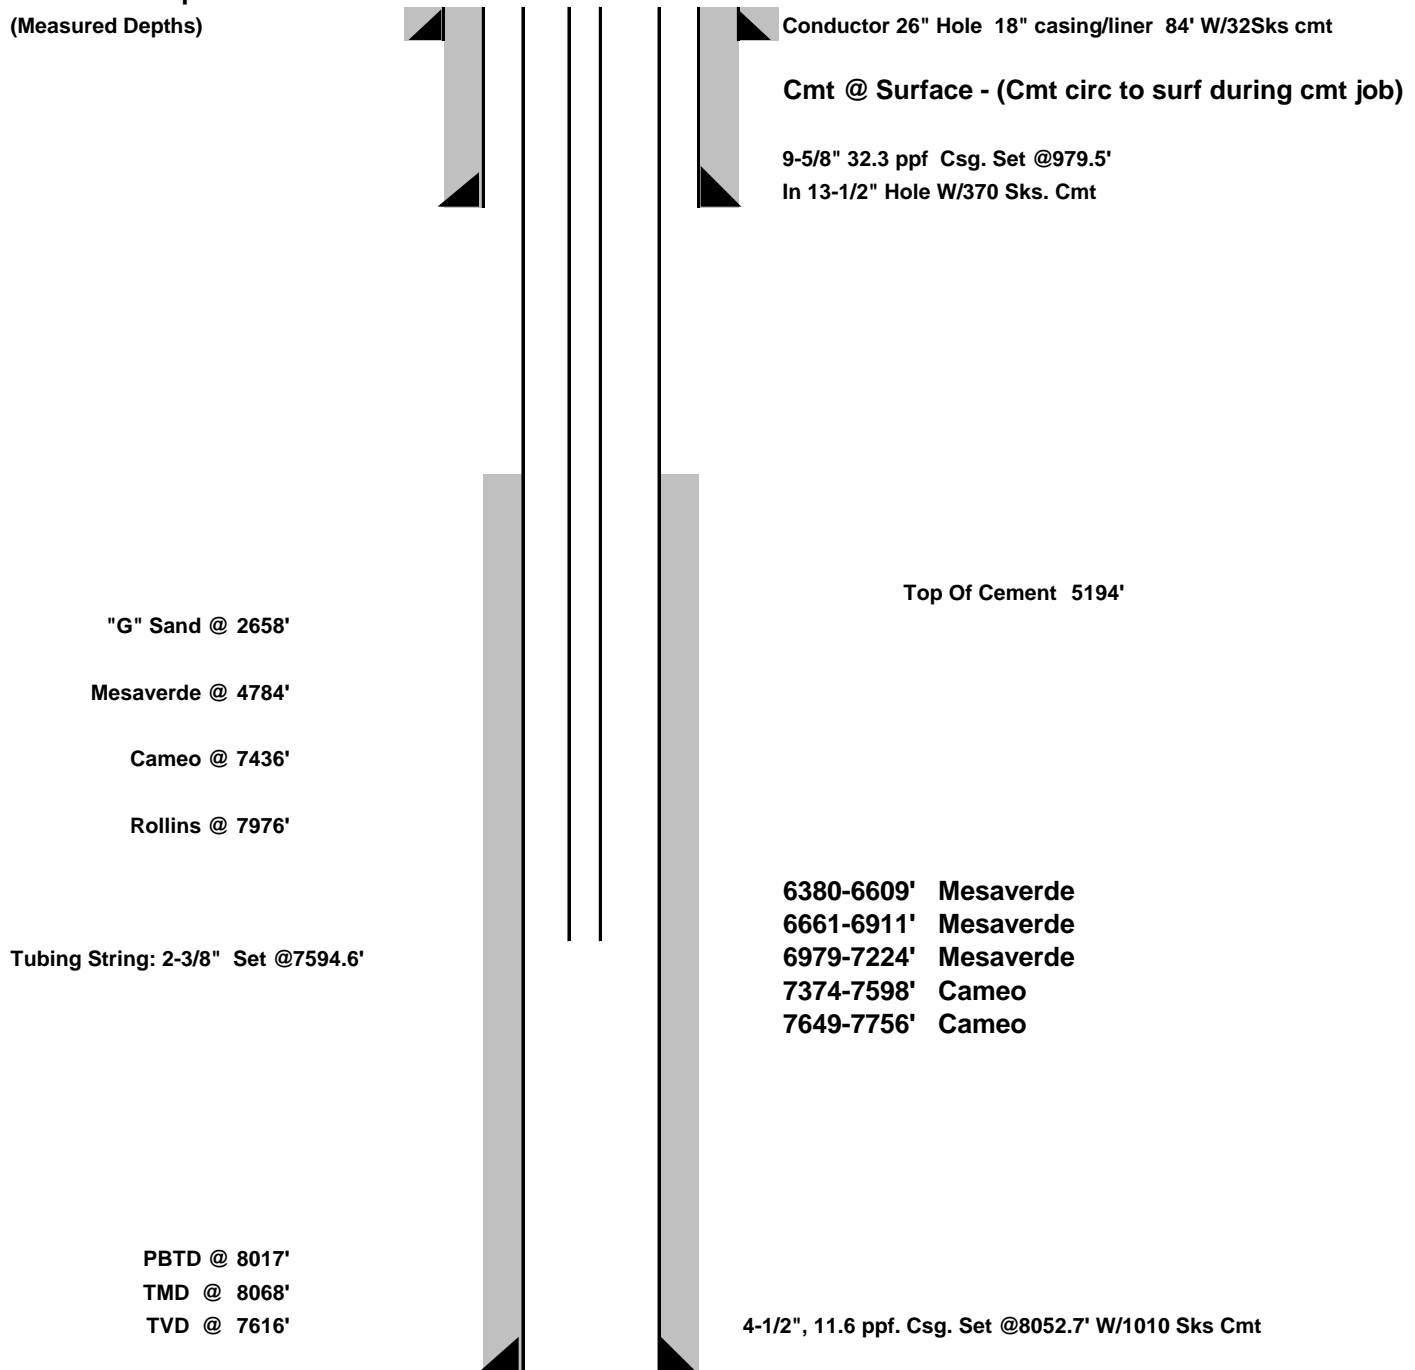 (Measured Depths)
Conductor 26" Hole 18" casing/liner 84' W/32Sks cmt
Cmt @ Surface - (Cmt circ to surf during cmt job)
9-5/8" 32.3 ppf Csg. Set @979.5'
In 13-1/2" Hole W/370 Sks. Cmt
Top Of Cement 5194'
"G" Sand @ 2658'
Mesaverde @ 4784'
Cameo @ 7436'
Rollins @ 7976'
6380-6609' Mesaverde
6661-6911' Mesaverde
6979-7224' Mesaverde
Tubing String: 2-3/8" Set @7594.6'
7374-7598' Cameo
7649-7756' Cameo
PBTD @ 8017'
TMD @ 8068'
TVD @ 7616'
4-1/2", 11.6 ppf. Csg. Set @8052.7' W/1010 Sks Cmt